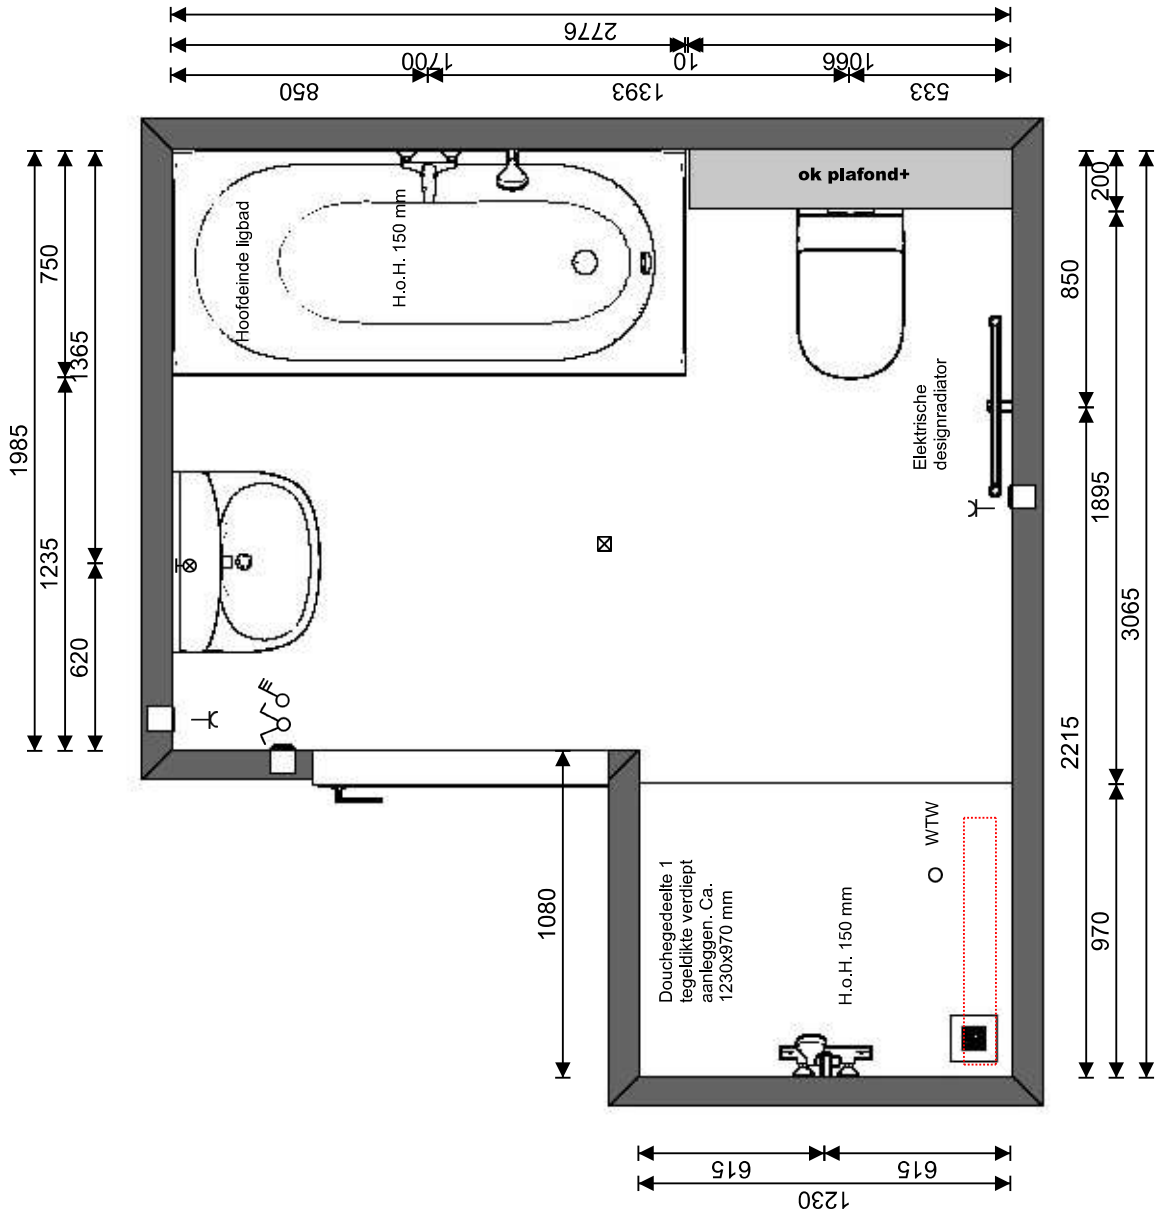 2776
1700
10
1066
850
1393
533
ok plafond+
200
750
Hoofdeinde ligbad
H.o.H. 150 mm
850
1365
Elektrische
designradiator
1985
1895
1235
3065
620
2215
WTW
Douchegedeelte 1
tegeldikte verdiept
aanleggen. Ca.
1230x970 mm
H.o.H. 150 mm
1080
970
615
615
1230